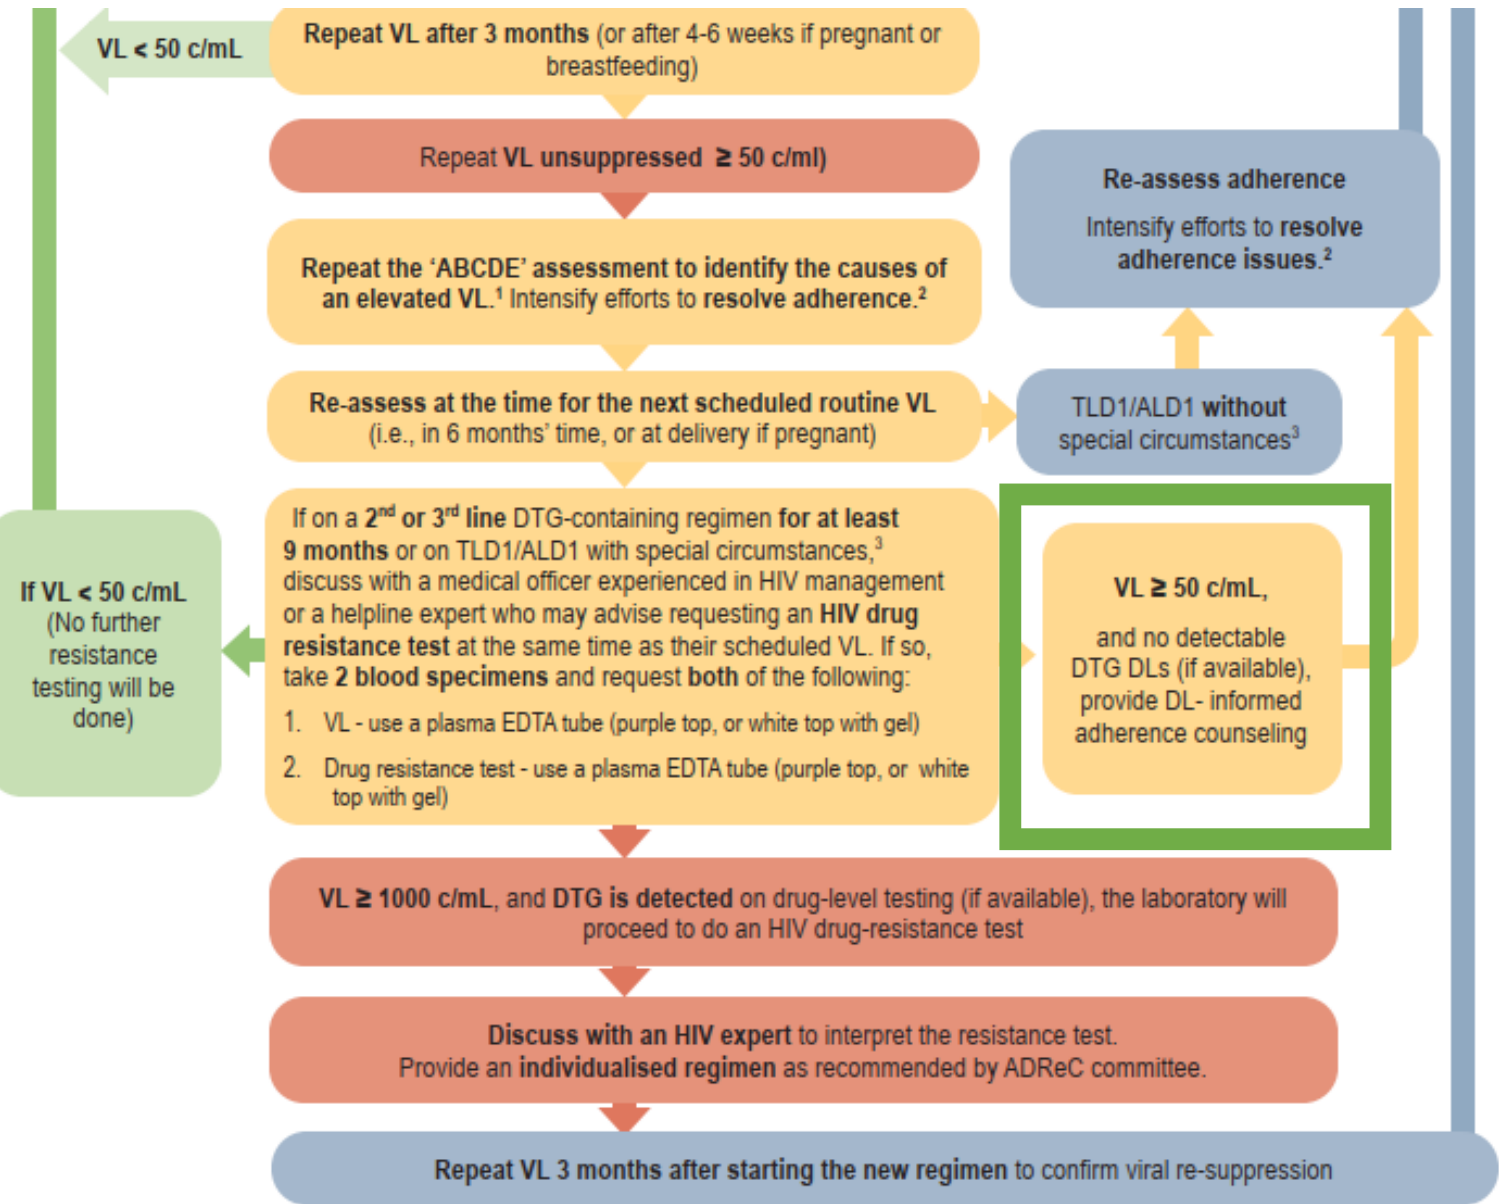 VL < 50 c/mL
Repeat VL after 3 months (or after 4-6 weeks if pregnant or
breastfeeding)
Repeat VL unsuppressed ≥ 50 c/ml)
Re-assess adherence
Intensify efforts to resolve
adherence issues.²
Repeat the ‘ABCDE’ assessment to identify the causes of
an elevated VL.¹ Intensify efforts to resolve adherence.²
Re-assess at the time for the next scheduled routine VL
(i.e., in 6 months’ time, or at delivery if pregnant)
TLD1/ALD1 without
special circumstances³
If VL < 50 c/mL
(No further
resistance
testing will be
done)
If on a 2nd or 3rd line DTG-containing regimen for at least
9 months or on TLD1/ALD1 with special circumstances,³
discuss with a medical officer experienced in HIV management
or a helpline expert who may advise requesting an HIV drug
resistance test at the same time as their scheduled VL. If so,
take 2 blood specimens and request both of the following:
1. VL - use a plasma EDTA tube (purple top, or white top with gel)
2. Drug resistance test - use a plasma EDTA tube (purple top, or white
top with gel)
VL ≥ 50 c/mL,
and no detectable
DTG DLs (if available),
provide DL- informed
adherence counseling
VL ≥ 1000 c/mL, and DTG is detected on drug-level testing (if available), the laboratory will
proceed to do an HIV drug-resistance test
Discuss with an HIV expert to interpret the resistance test.
Provide an individualised regimen as recommended by ADReC committee.
Repeat VL 3 months after starting the new regimen to confirm viral re-suppression